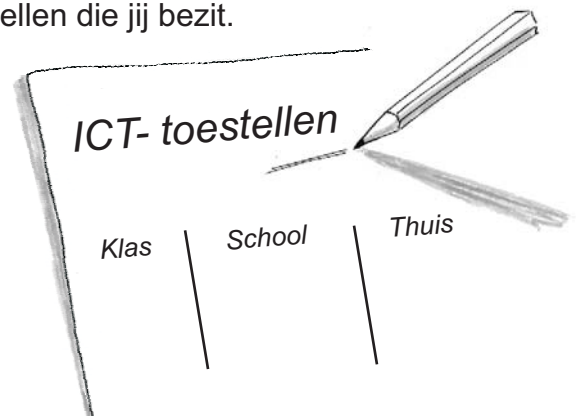 ellen die jij bezit.
ICT- toestellen
Klas School Thuis